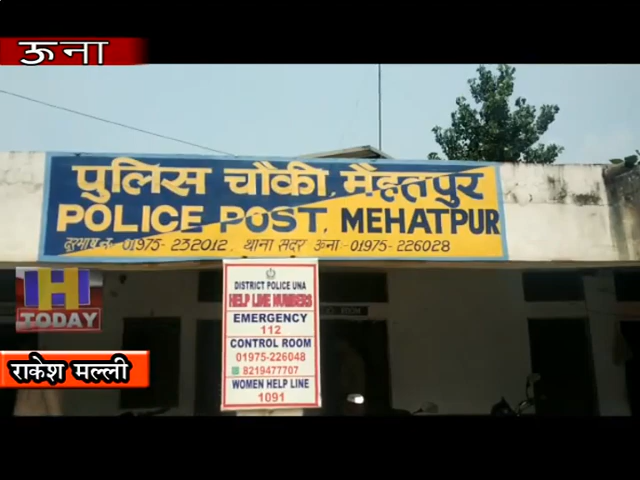 ऊना
पुलिस चौकी, मैहतपुर
POLICE POST, MEHATPUR
दूरभाष नं. 01975-232012, थाना सदर ऊना:- 01975-226028
H
TODAY
DISTRICT POLICE UNA
HELP LINE NUMBERS
EMERGENCY
112
CONTROL ROOM
01975-226048
8219477707
WOMEN HELP LINE
1091
ROOM
राकेश मल्ली